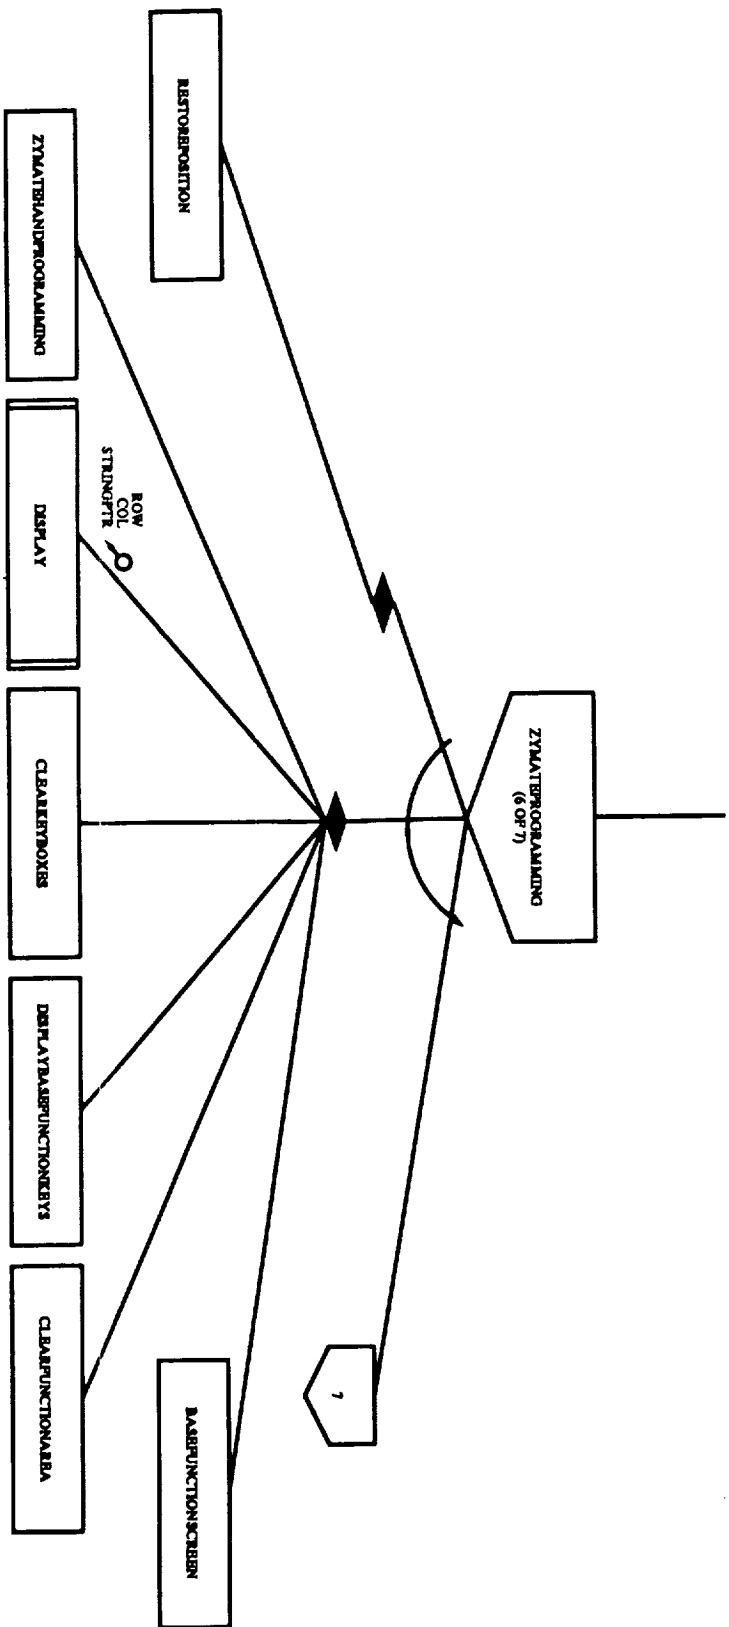 ZYMATEPROGRAMMING
(6 OF 7)
RESTOREPOSITION
7
BASEFUNCTIONSCREEN
ROW
COL
STRINGPTR
ZYMATEHANDPROGRAMMING
DISPLAY
CLEARKEYBOXES
DISPLAYBASEFUNCTIONKEYS
CLEARFUNCTIONAREA